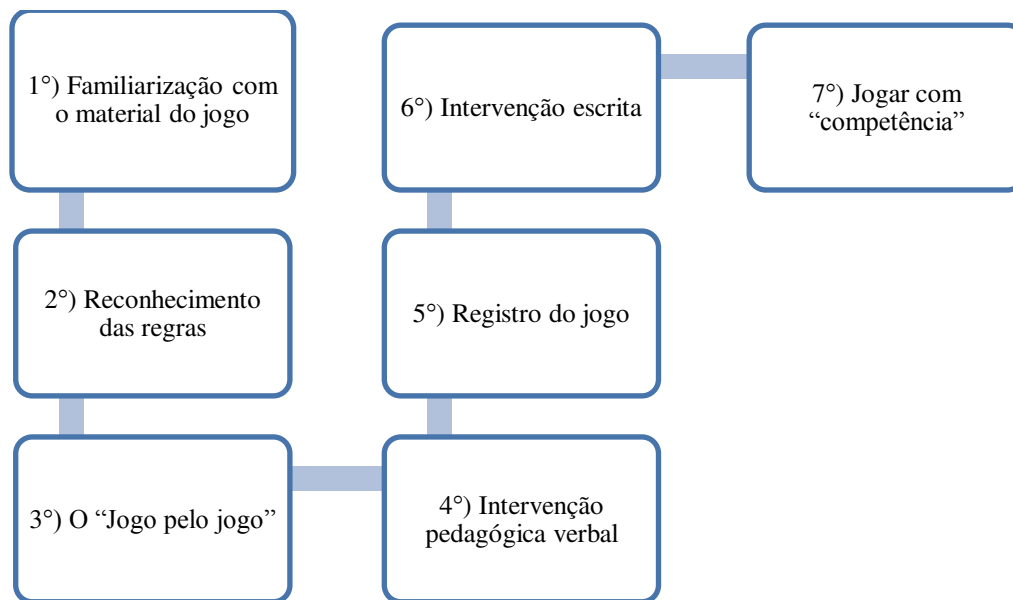 1°) Familiarização com
o material do jogo
2°) Reconhecimento
das regras
3°) O “Jogo pelo jogo”
4°) Intervenção
pedagógica verbal
5°) Registro do jogo
6°) Intervenção escrita
7°) Jogar com
“competência”